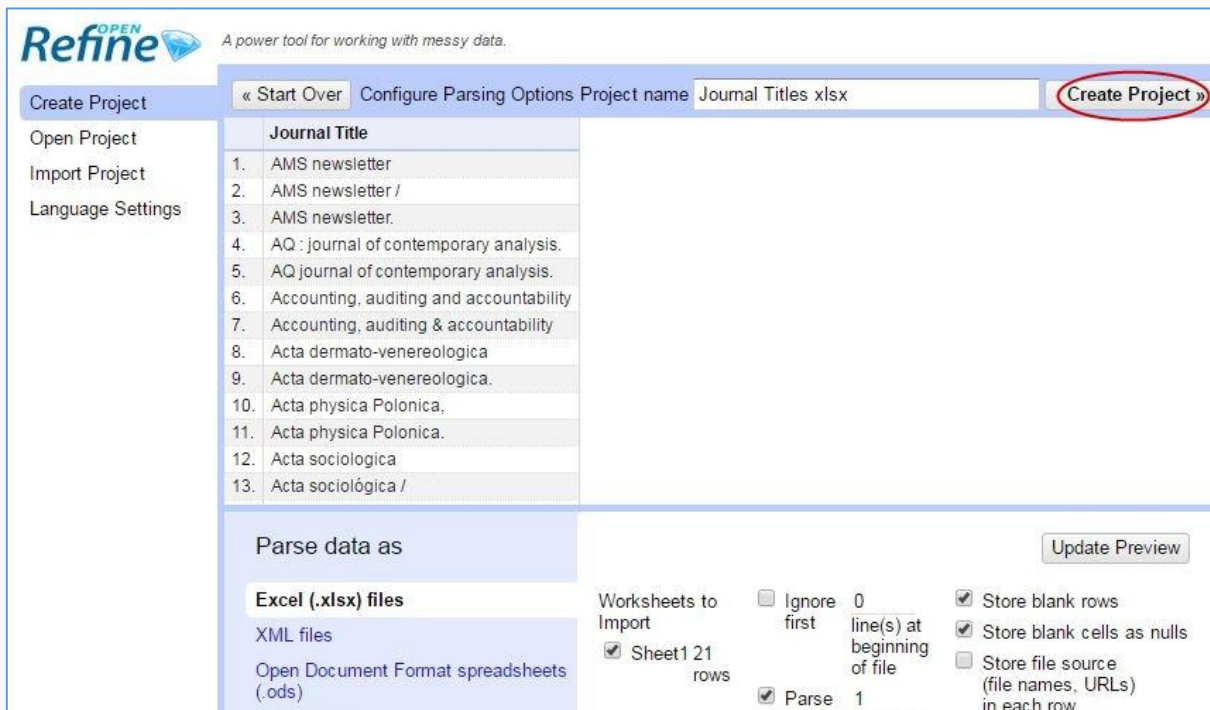 OPEN
Refine
A power tool for working with messy data.
Create Project
Open Project
Import Project
Language Settings
« Start Over Configure Parsing Options Project name Journal Titles xlsx Create Project »
Journal Title
1. AMS newsletter
2. AMS newsletter /
3. AMS newsletter.
4. AQ : journal of contemporary analysis.
5. AQ journal of contemporary analysis.
6. Accounting, auditing and accountability
7. Accounting, auditing & accountability
8. Acta dermato-venereologica
9. Acta dermato-venereologica.
10. Acta physica Polonica,
11. Acta physica Polonica.
12. Acta sociologica
13. Acta sociológica /
Parse data as
Update Preview
Excel (.xlsx) files
XML files
Open Document Format spreadsheets
(.ods)
Worksheets to
Import
Sheet1 21
rows
Ignore
first
0
line(s) at
beginning
of file
Parse 1
Store blank rows
Store blank cells as nulls
Store file source
(file names, URLs)
in each row